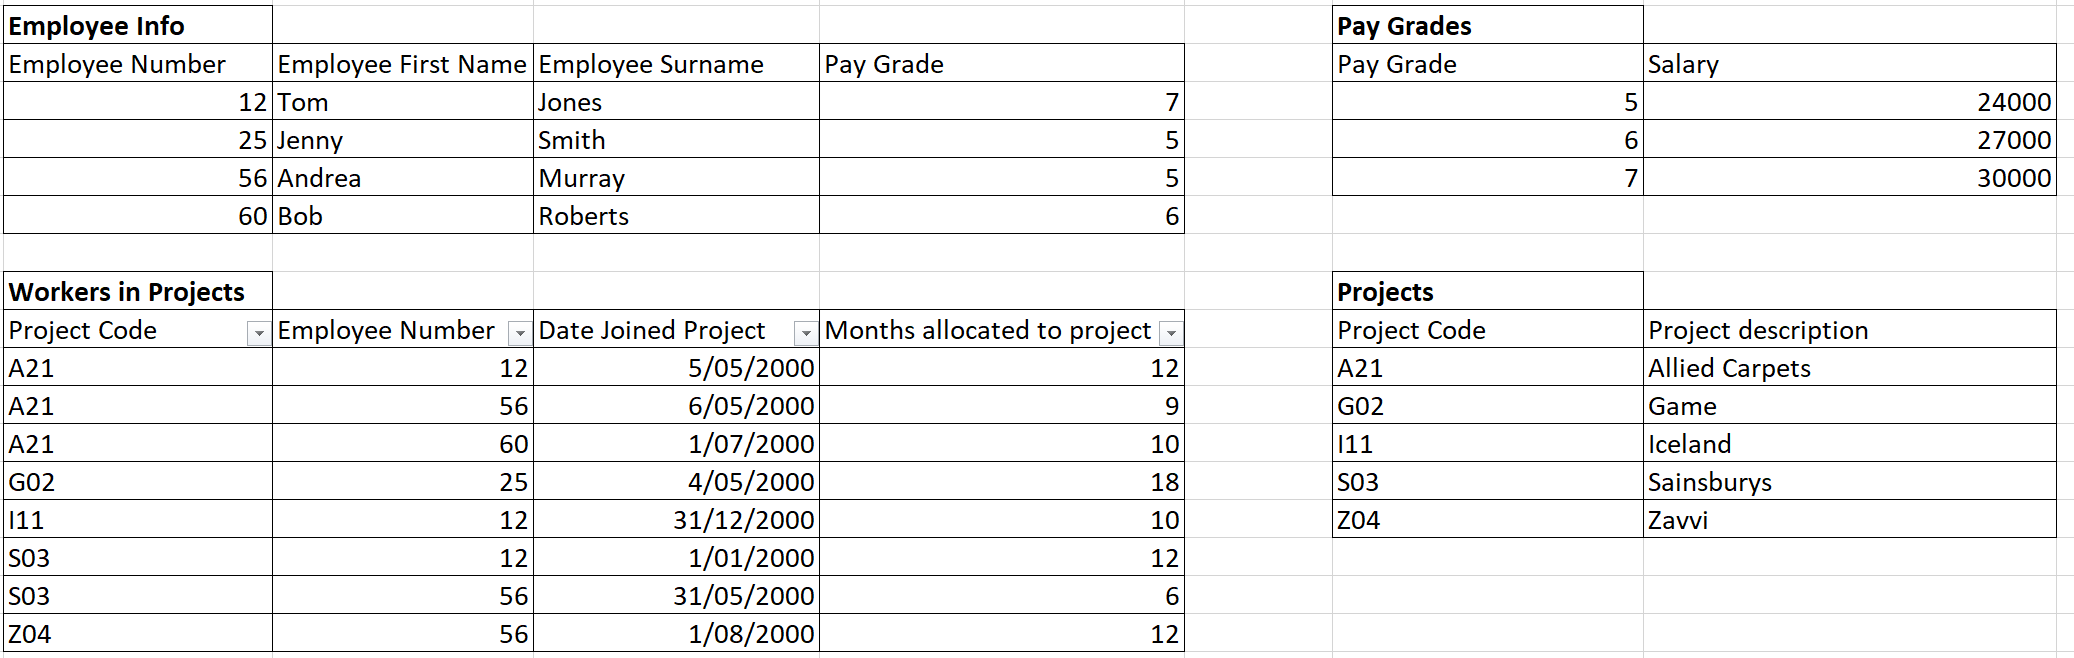 Employee Info
Employee Number Employee First Name Employee Surname Pay Grade
12 Tom Jones 7
25 Jenny Smith 5
56 Andrea Murray 5
60 Bob Roberts 6
Pay Grades
Pay Grade Salary
5 24000
6 27000
7 30000
Workers in Projects
Project Code Employee Number Date Joined Project Months allocated to project
A21 12 5/05/2000 12
A21 56 6/05/2000 9
A21 60 1/07/2000 10
G02 25 4/05/2000 18
I11 12 31/12/2000 10
S03 12 1/01/2000 12
S03 56 31/05/2000 6
Z04 56 1/08/2000 12
Projects
Project Code Project description
A21 Allied Carpets
G02 Game
I11 Iceland
S03 Sainsburys
Z04 Zavvi